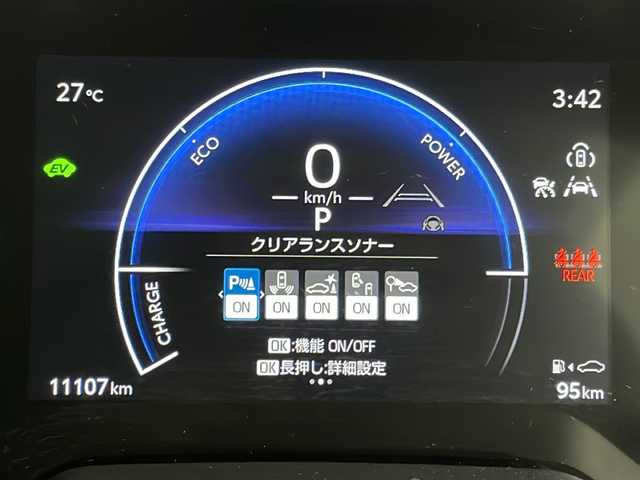 27℃
3:42
EV
ECO
POWER
0
km/h
P
クリアランスソナー
REAR
CHARGE
P
ON
ON
ON
ON
ON
OK:機能 ON/OFF
OK長押し:詳細設定
11107km
95km